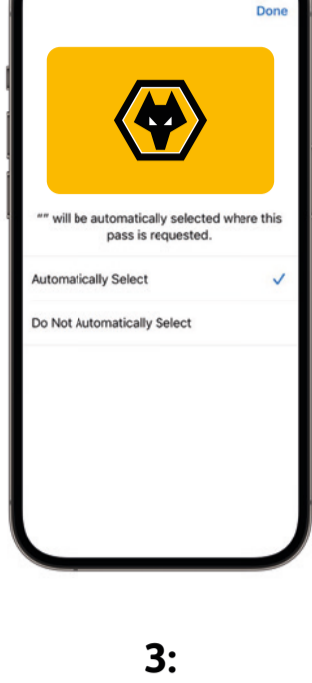 Done
"" will be automatically selected where this
pass is requested.
Automatically Select
Do Not Automatically Select
3: